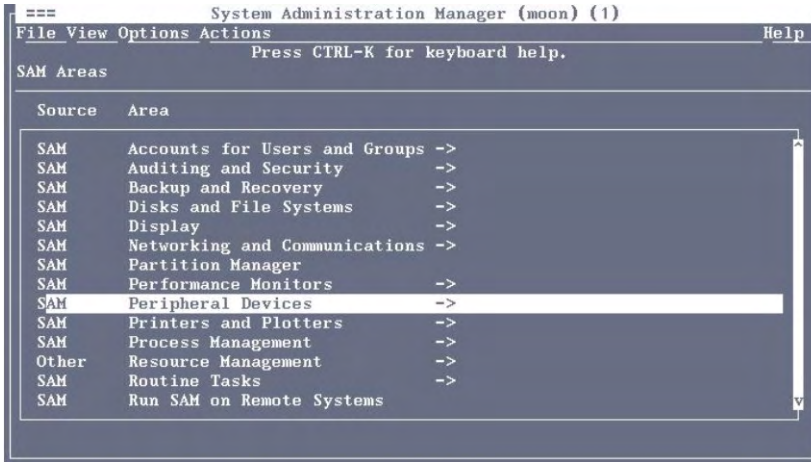 === System Administration Manager (moon) (1)
File View Options Actions Help
Press CTRL-K for keyboard help.
SAM Areas
Source Area
SAM Accounts for Users and Groups ->
SAM Auditing and Security ->
SAM Backup and Recovery ->
SAM Disks and File Systems ->
SAM Display ->
SAM Networking and Communications ->
SAM Partition Manager
SAM Performance Monitors ->
SAM Peripheral Devices ->
SAM Printers and Plotters ->
SAM Process Management ->
Other Resource Management ->
SAM Routine Tasks ->
SAM Run SAM on Remote Systems